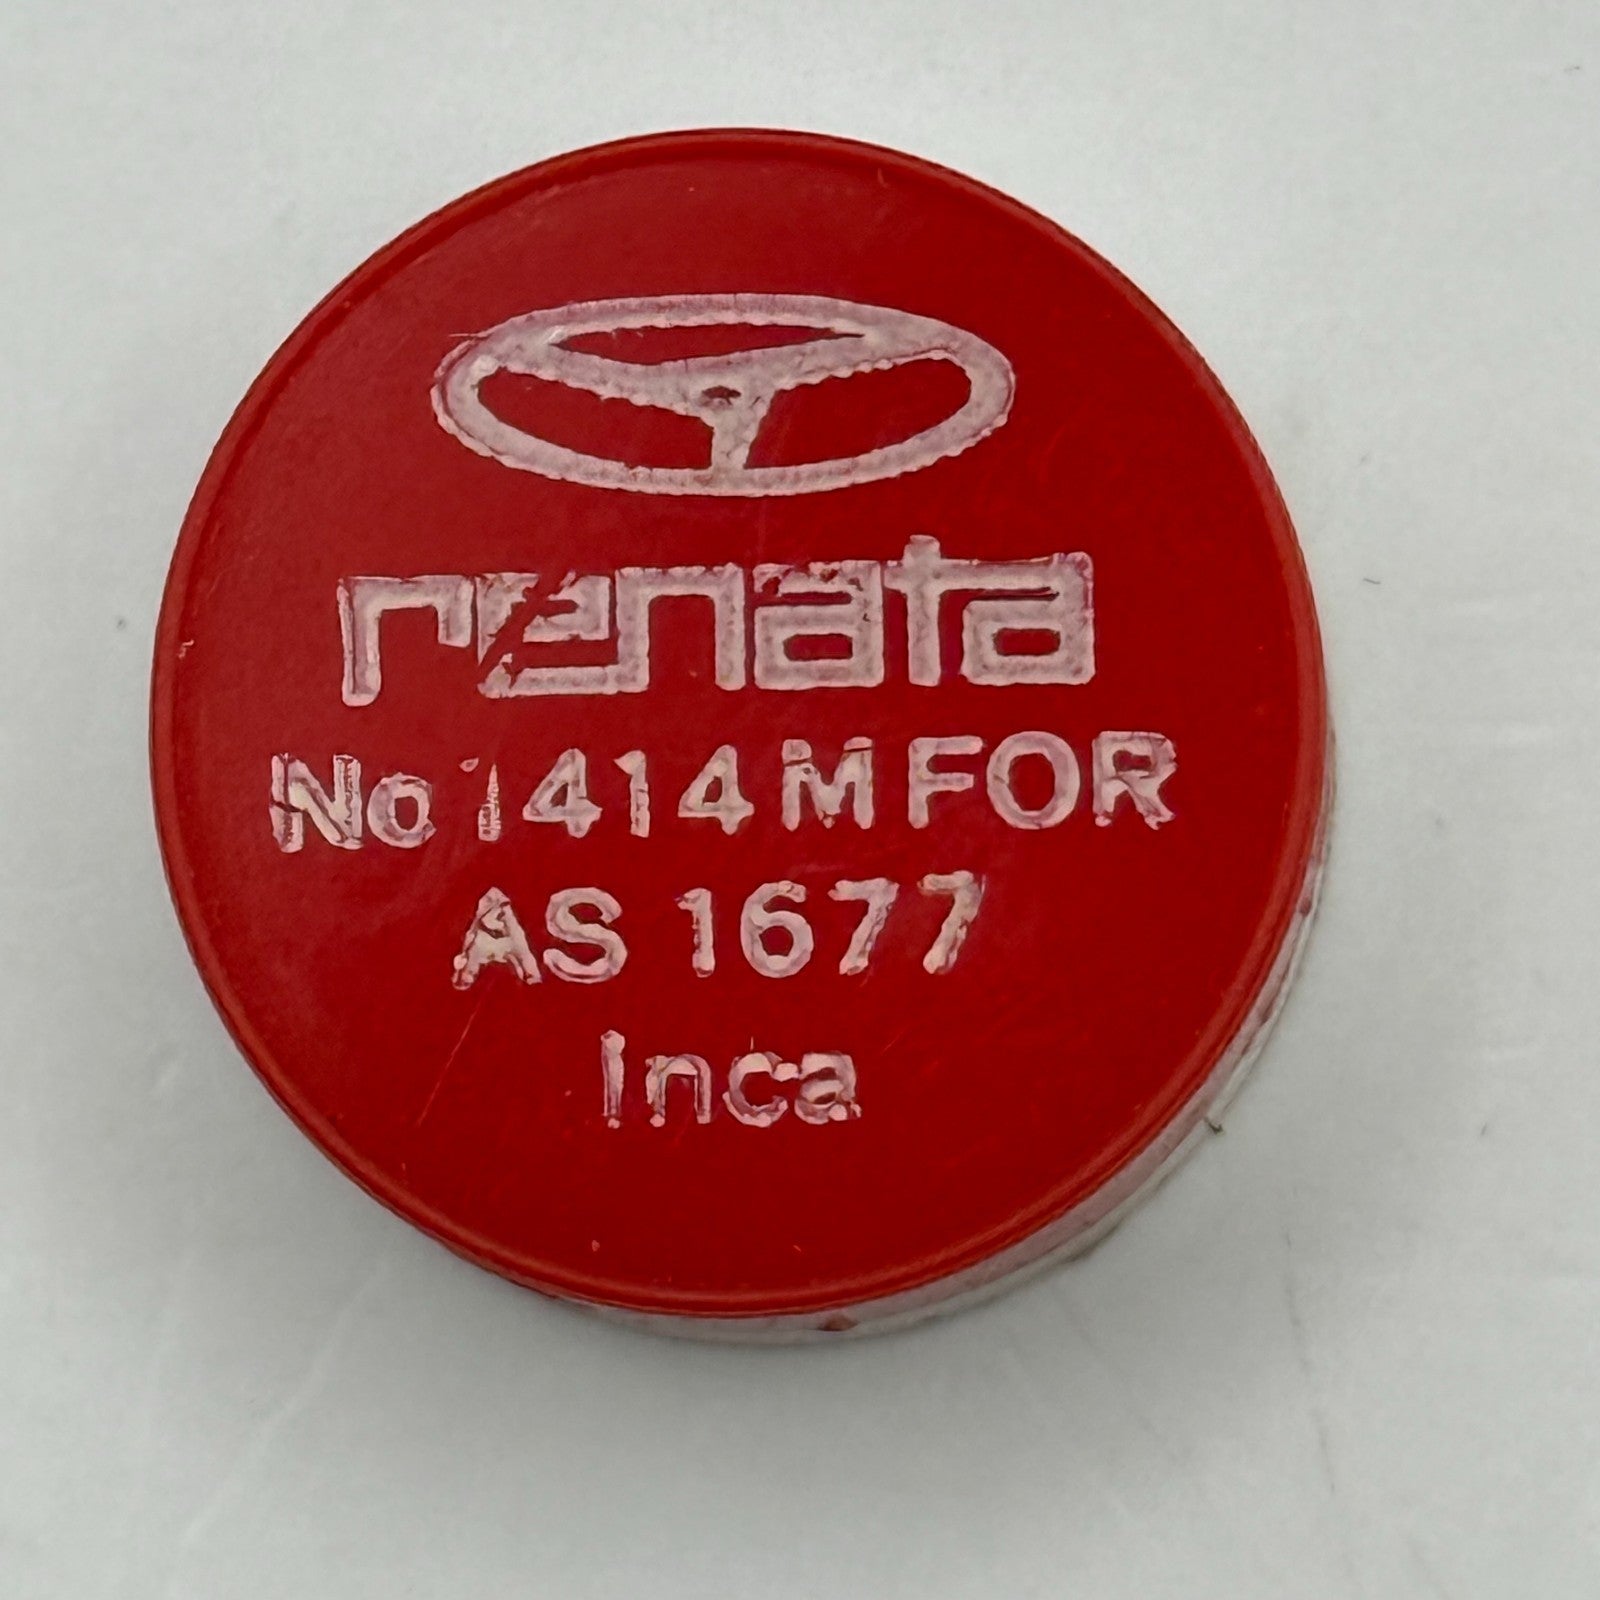 renata
No 1414 M FOR
AS 1677
Inca